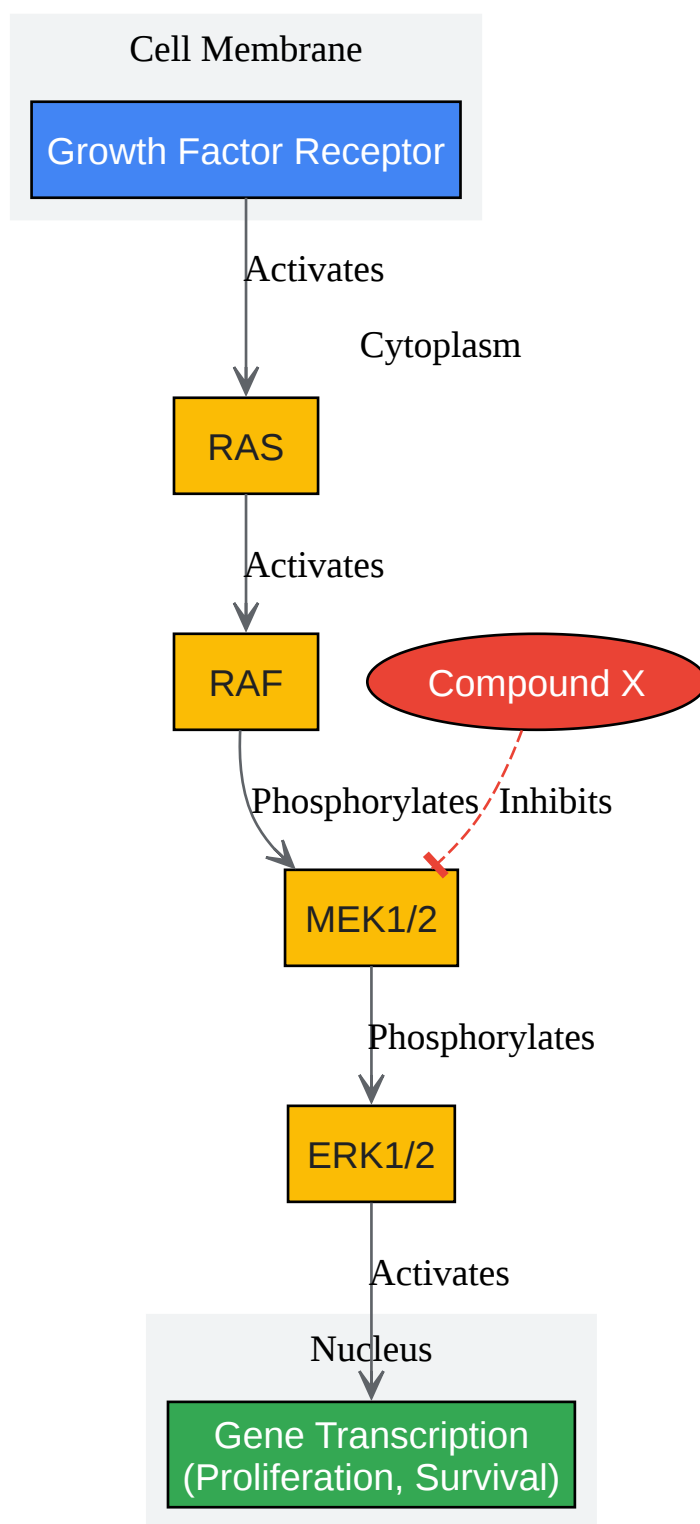 Cell Membrane
Growth Factor Receptor
Activates
Cytoplasm
RAS
Activates
RAF
Compound X
Phosphorylates
Inhibits
MEK1/2
Phosphorylates
ERK1/2
Activates
Nucleus
Gene Transcription
(Proliferation, Survival)